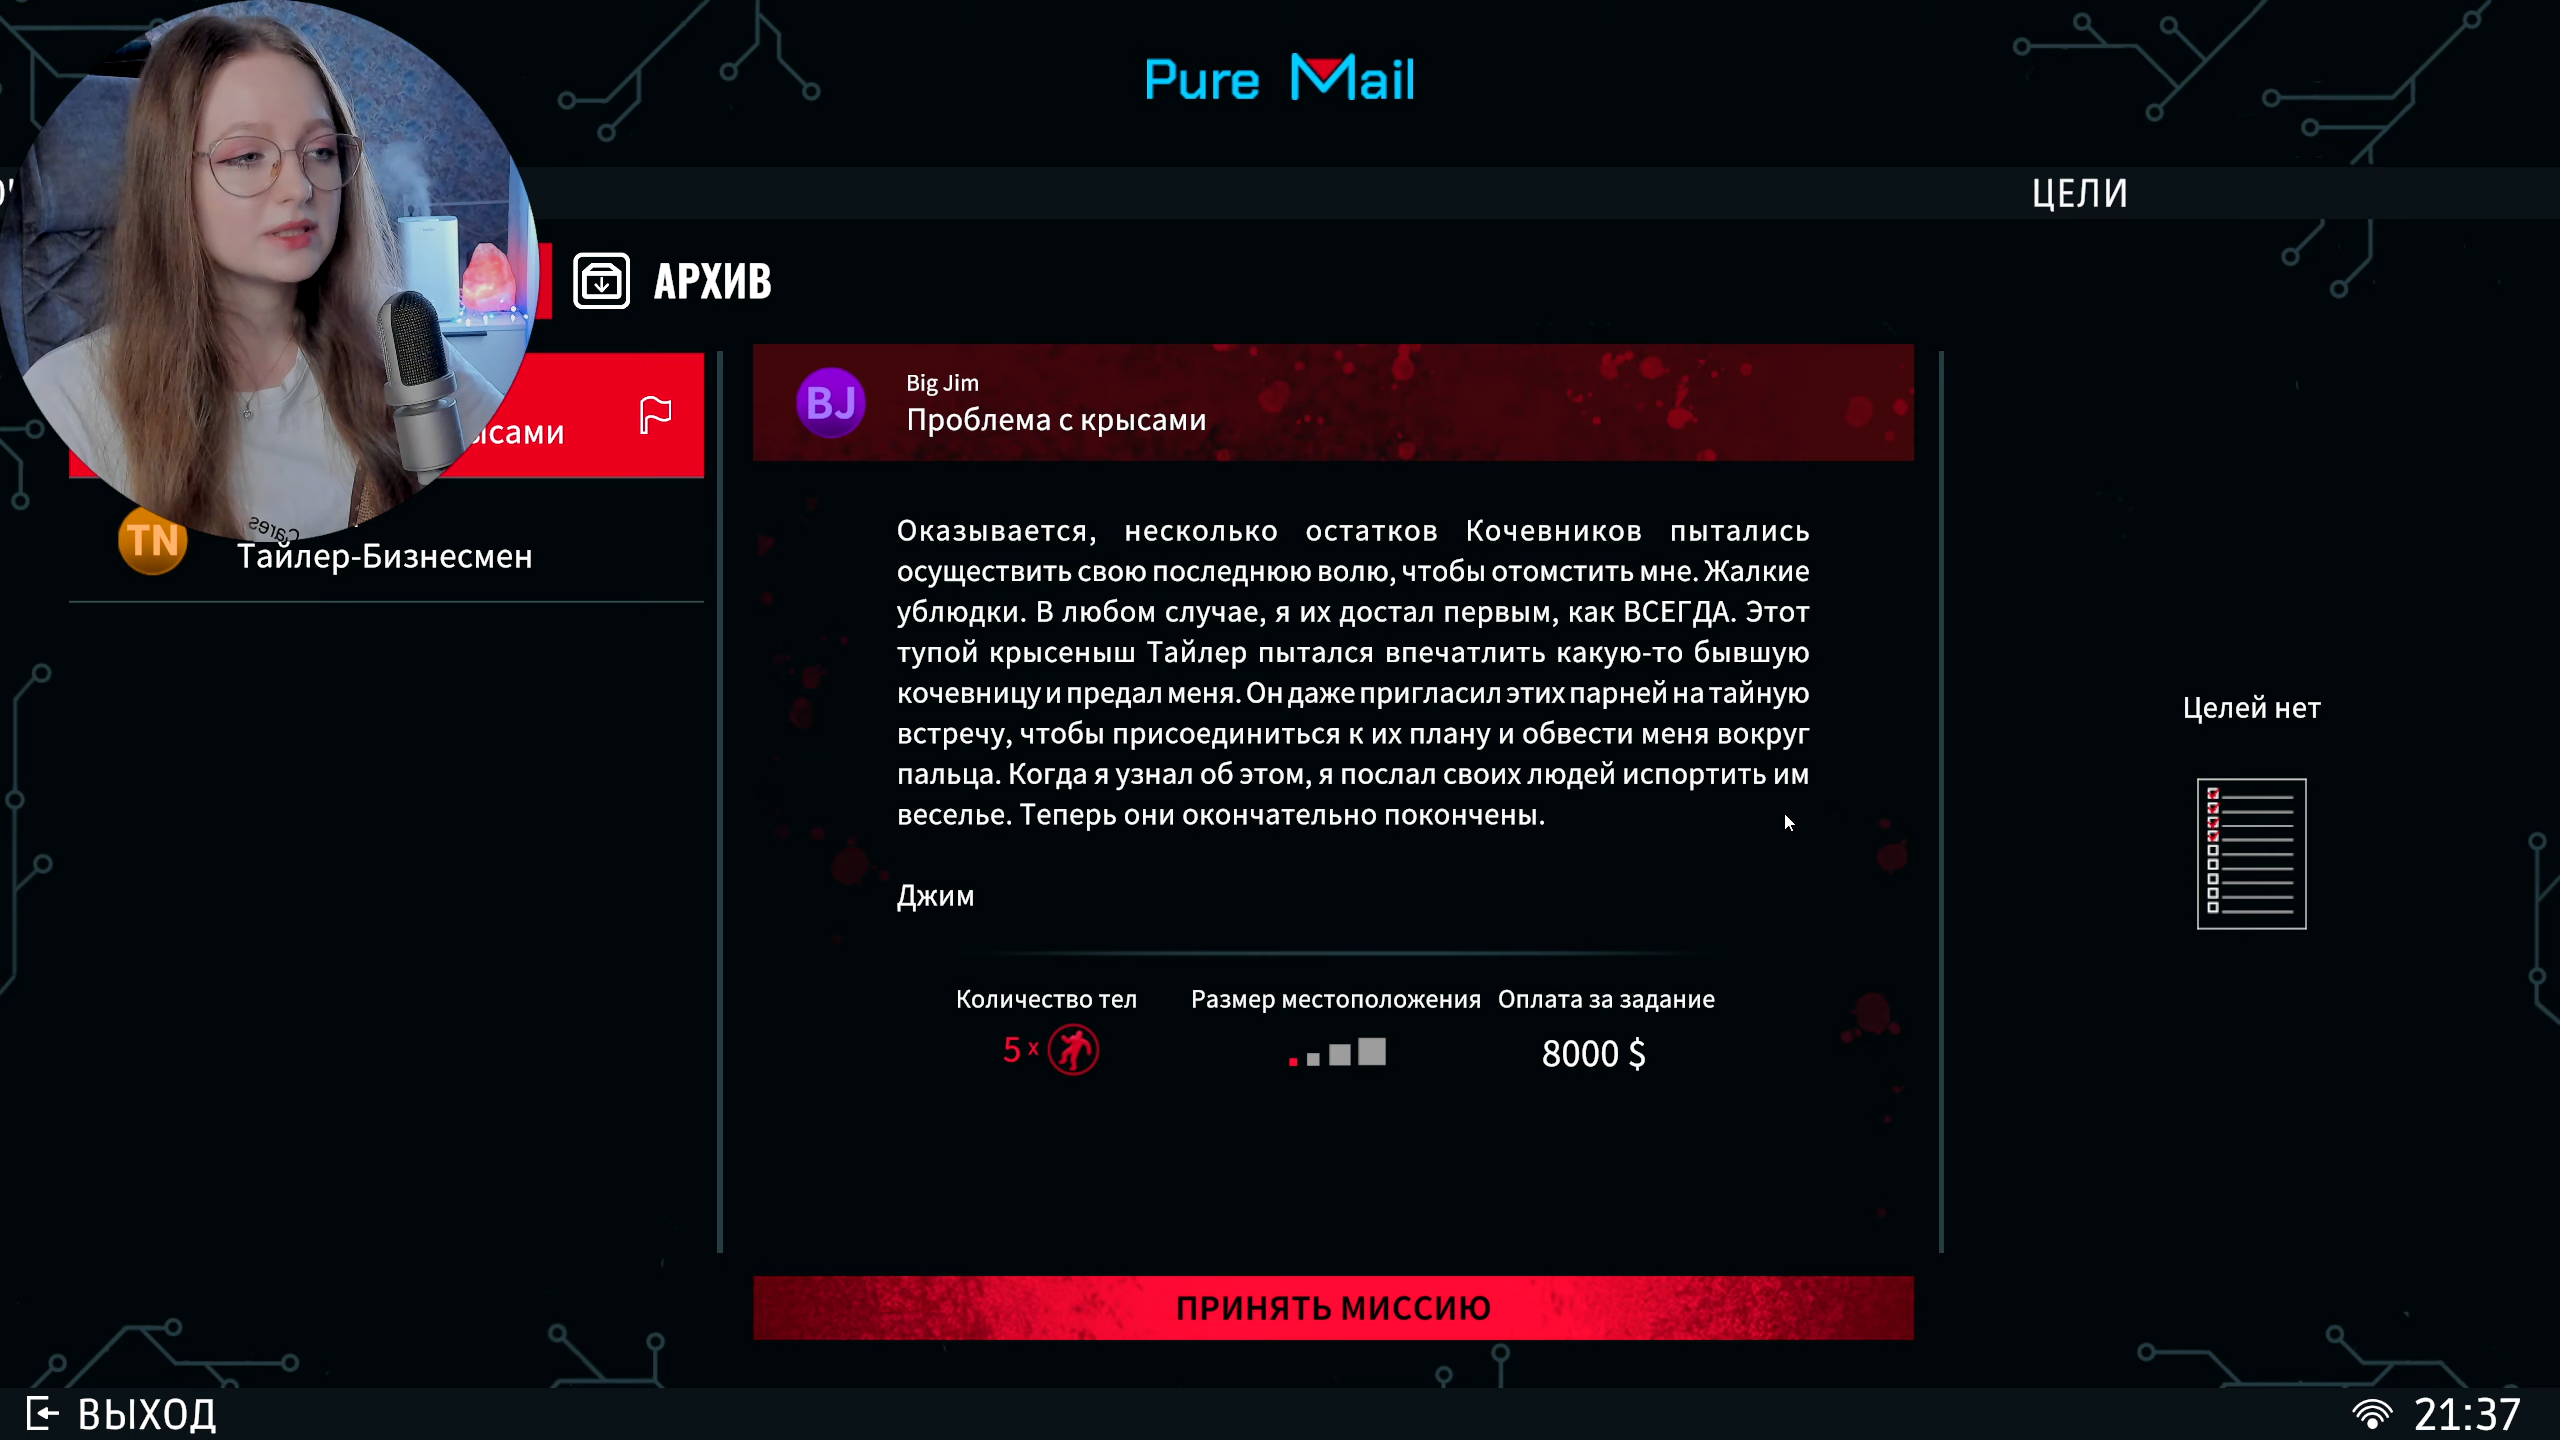 Pure Mail
ЦЕЛИ
АРХИВ
Big Jim
Проблема с крысами
BJ
TN
Тайлер-Бизнесмен
Оказывается, несколько остатков Кочевников пытались
осуществить свою последнюю волю, чтобы отомстить мне. Жалкие
ублюдки. В любом случае, я их достал первым, как ВСЕГДА. Этот
тупой крысеныш Тайлер пытался впечатлить какую-то бывшую
кочевницу и предал меня. Он даже пригласил этих парней на тайную
встречу, чтобы присоединиться к их плану и обвести меня вокруг
пальца. Когда я узнал об этом, я послал своих людей испортить им
веселье. Теперь они окончательно покончены.
Джим
Количество тел
Размер местоположения
Оплата за задание
5 x
8000 $
Целей нет
ПРИНЯТЬ МИССИЮ
ВЫХОД
21:37
Cares